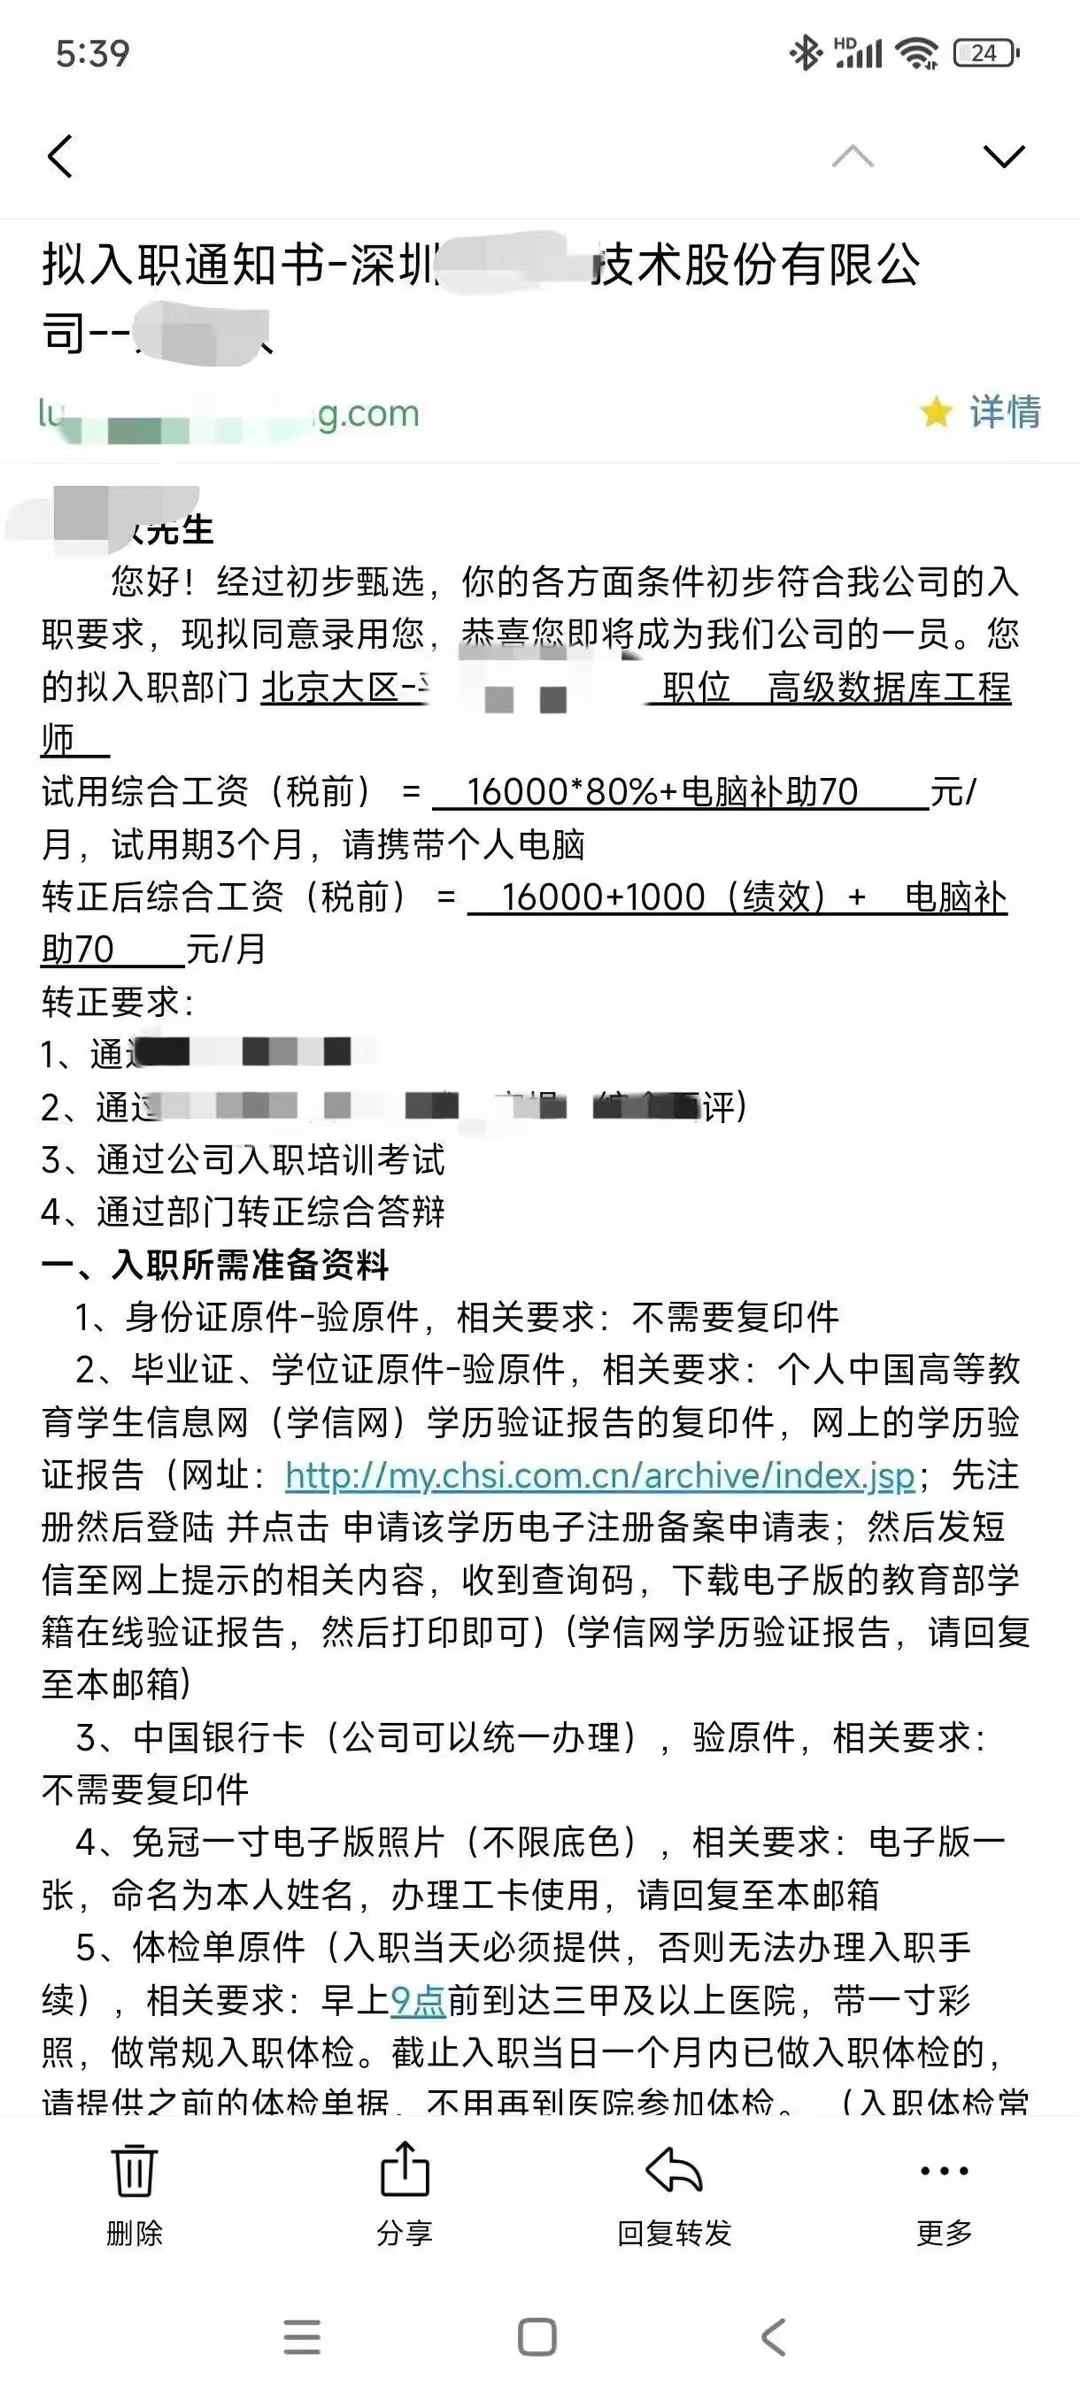 5:39
HD
24
拟入职通知书-深圳 技术股份有限公
司--
lu g.com
详情
先生
您好！经过初步甄选，你的各方面条件初步符合我公司的入
职要求，现拟同意录用您，恭喜您即将成为我们公司的一员。您
的拟入职部门 北京大区- 职位 高级数据库工程
师
试用综合工资（税前） = 16000*80%+电脑补助70 元/
月，试用期3个月，请携带个人电脑
转正后综合工资（税前） = 16000+1000（绩效）+ 电脑补
助70 元/月
转正要求：
1、通
2、通过 评)
3、通过公司入职培训考试
4、通过部门转正综合答辩
一、入职所需准备资料
1、身份证原件-验原件，相关要求：不需要复印件
2、毕业证、学位证原件-验原件，相关要求：个人中国高等教
育学生信息网（学信网）学历验证报告的复印件，网上的学历验
证报告（网址：http://my.chsi.com.cn/archive/index.jsp；先注
册然后登陆 并点击 申请该学历电子注册备案申请表；然后发短
信至网上提示的相关内容，收到查询码，下载电子版的教育部学
籍在线验证报告，然后打印即可）(学信网学历验证报告，请回复
至本邮箱)
3、中国银行卡（公司可以统一办理），验原件，相关要求：
不需要复印件
4、免冠一寸电子版照片（不限底色），相关要求：电子版一
张，命名为本人姓名，办理工卡使用，请回复至本邮箱
5、体检单原件（入职当天必须提供，否则无法办理入职手
续），相关要求：早上9点前到达三甲及以上医院，带一寸彩
照，做常规入职体检。截止入职当日一个月内已做入职体检的，
请提供之前的体检单据，不用再到医院参加体检。（入职体检常
删除
分享
回复转发
更多